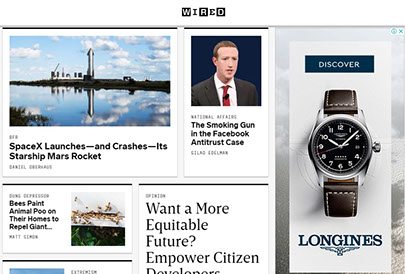 WIRED
DISCOVER
BFR
SpaceX Launches—and Crashes—Its
Starship Mars Rocket
DANIEL OBERHAUS
NATIONAL AFFAIRS
The Smoking Gun
in the Facebook
Antitrust Case
GILAD EDELMAN
DUNG DEPRESSOR
Bees Paint
Animal Poo on
Their Homes to
Repel Giant...
MATT SIMON
OPINION
Want a More
Equitable
Future?
Empower Citizen
Developers
EXTREMISM
LONGINES